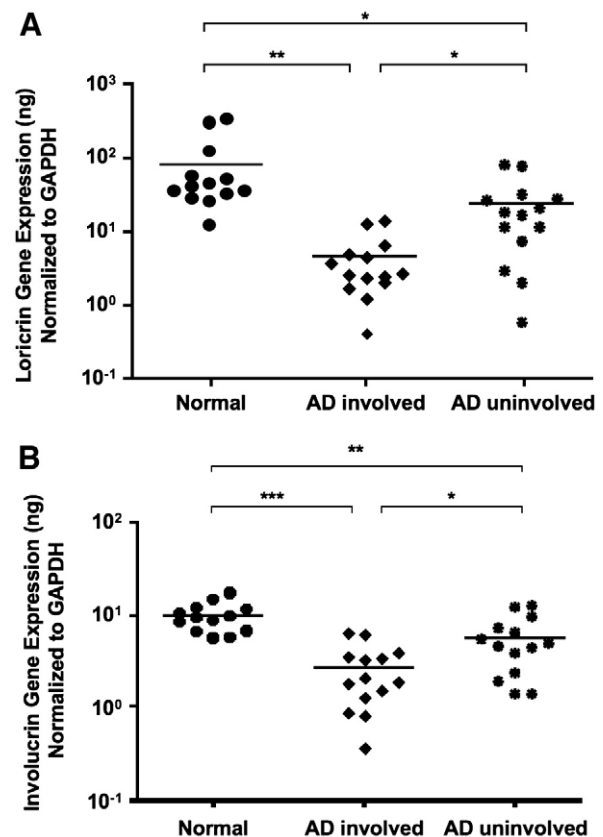 A
*
** *
Loricrin Gene Expression (ng)
Normalized to GAPDH
10³
10²
10¹
10⁰
10⁻¹
Normal AD involved AD uninvolved
B
**
*** *
Involucrin Gene Expression (ng)
Normalized to GAPDH
10²
10¹
10⁰
10⁻¹
Normal AD involved AD uninvolved